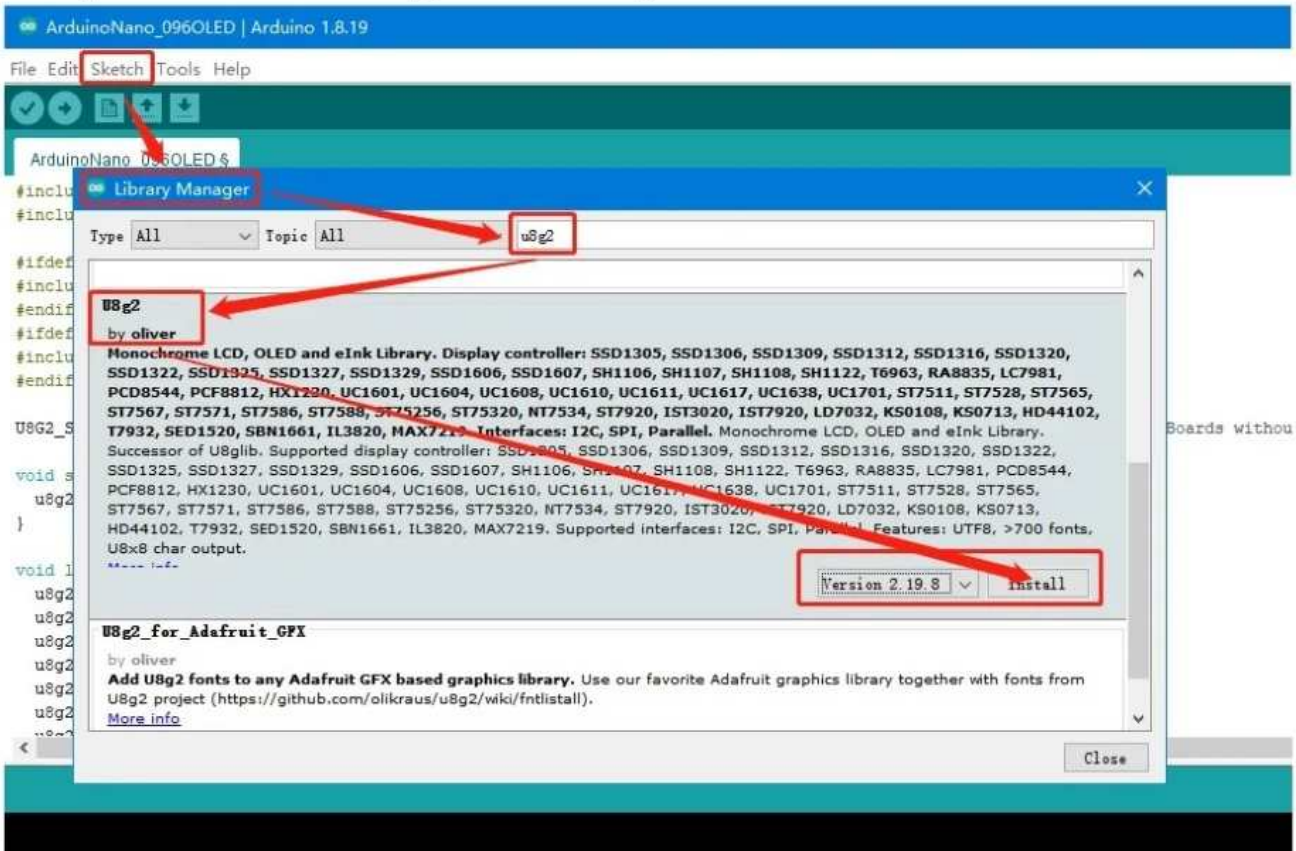 ArduinoNano_096OLED | Arduino 1.8.19
File Edit Sketch Tools Help
ArduinoNano_096OLED §
#inclu
#inclu
#ifdef
#inclu
#endif
#ifdef
#inclu
#endif
U8G2_S
Boards withou
void s
u8g2
}
void l
u8g2
u8g2
u8g2
u8g2
u8g2
u8g2
u8g2
Library Manager
Type All Topic All u8g2
U8g2
by oliver
Monochrome LCD, OLED and eInk Library. Display controller: SSD1305, SSD1306, SSD1309, SSD1312, SSD1316, SSD1320,
SSD1322, SSD1325, SSD1327, SSD1329, SSD1606, SSD1607, SH1106, SH1107, SH1108, SH1122, T6963, RA8835, LC7981,
PCD8544, PCF8812, HX1230, UC1601, UC1604, UC1608, UC1610, UC1611, UC1617, UC1638, UC1701, ST7511, ST7528, ST7565,
ST7567, ST7571, ST7586, ST7588, ST75256, ST75320, NT7534, ST7920, IST3020, IST7920, LD7032, KS0108, KS0713, HD44102,
T7932, SED1520, SBN1661, IL3820, MAX7219. Interfaces: I2C, SPI, Parallel. Monochrome LCD, OLED and eInk Library.
Successor of U8glib. Supported display controller: SSD1305, SSD1306, SSD1309, SSD1312, SSD1316, SSD1320, SSD1322,
SSD1325, SSD1327, SSD1329, SSD1606, SSD1607, SH1106, SH1107, SH1108, SH1122, T6963, RA8835, LC7981, PCD8544,
PCF8812, HX1230, UC1601, UC1604, UC1608, UC1610, UC1611, UC1617, UC1638, UC1701, ST7511, ST7528, ST7565,
ST7567, ST7571, ST7586, ST7588, ST75256, ST75320, NT7534, ST7920, IST3020, IST7920, LD7032, KS0108, KS0713,
HD44102, T7932, SED1520, SBN1661, IL3820, MAX7219. Supported interfaces: I2C, SPI, Parallel. Features: UTF8, >700 fonts,
U8x8 char output.
More info
Version 2.19.8 Install
U8g2_for_Adafruit_GFX
by oliver
Add U8g2 fonts to any Adafruit GFX based graphics library. Use our favorite Adafruit graphics library together with fonts from
U8g2 project (https://github.com/olikraus/u8g2/wiki/fntlistall).
More info
Close